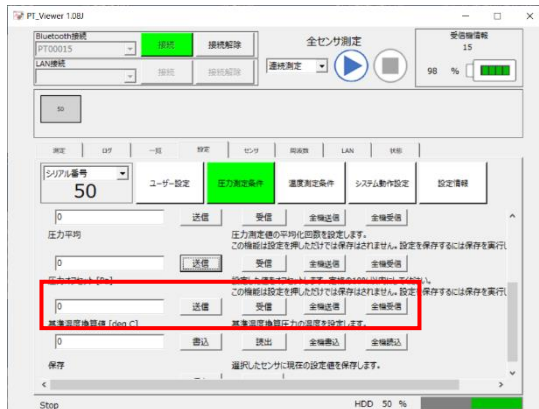 PT_Viewer 1.08J
Bluetooth接続
PT00015
接続
接続解除
全センサ測定
受信機情報
15
LAN接続
接続
接続解除
連続測定
98 %
50
測定
ログ
一覧
設定
センサ
周波数
LAN
状態
シリアル番号
50
ユーザー設定
圧力測定条件
温度測定条件
システム動作設定
設定情報
0
送信
受信
全機送信
全機受信
圧力平均
圧力測定値の平均化回数を設定します。
この機能は設定を押しただけでは保存はされません。設定を保存するには保存を実行し
0
送信
受信
全機送信
全機受信
圧力オフセット [Pa]
この機能は設定を押しただけでは保存はされません。設定を保存するには保存を実行し
0
送信
受信
全機送信
全機受信
基準温度換算値 [deg C]
基準温度換算圧力の温度を設定します。
0
書込
読出
全機書込
全機読込
保存
選択したセンサに現在の設定値を保存します。
Stop
HDD 50 %